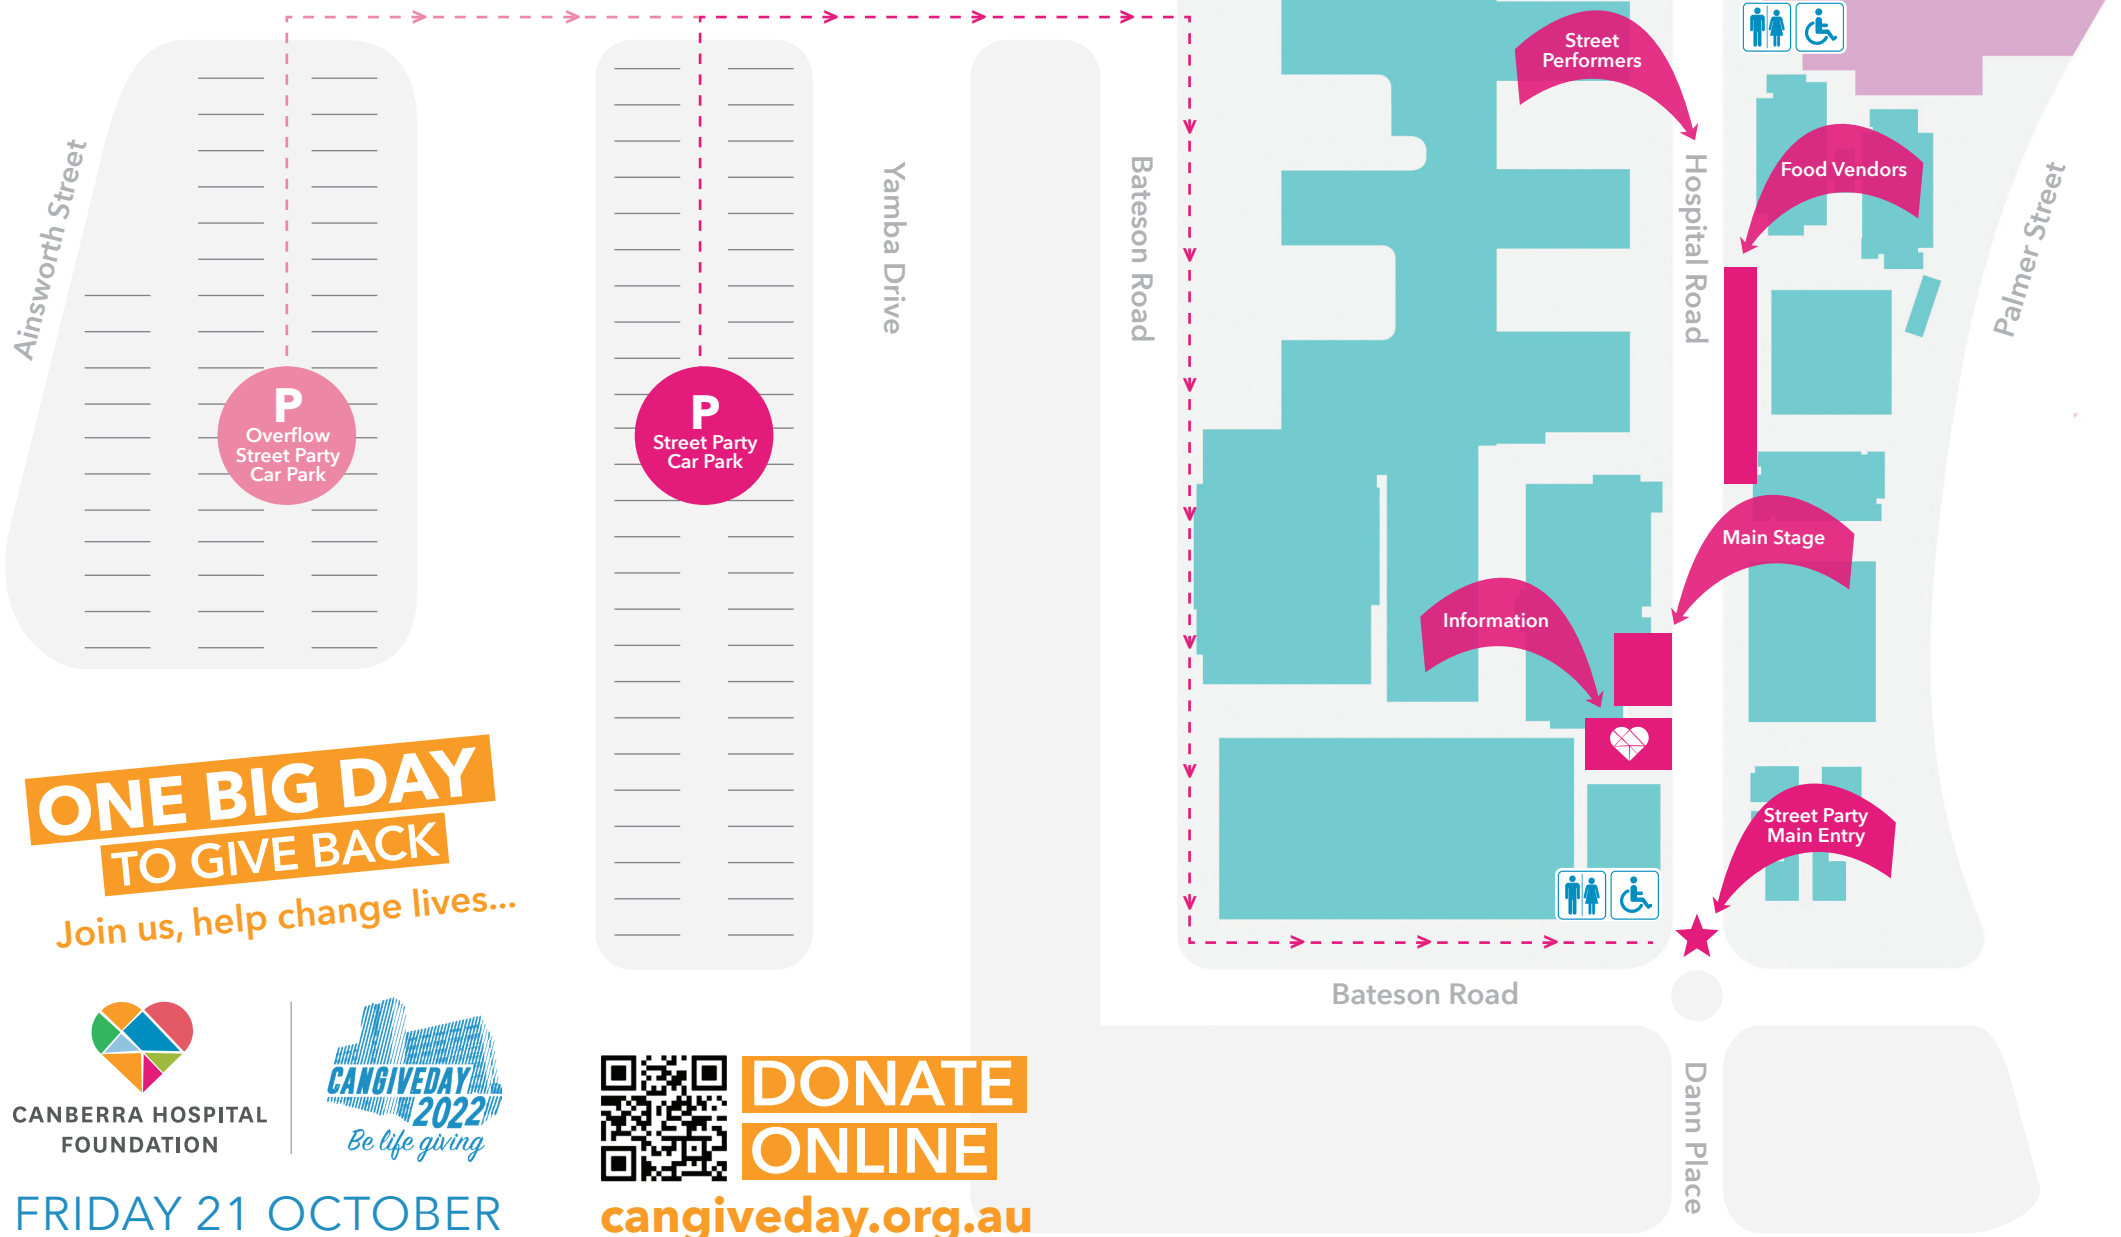 Street
Performers
Food Vendors
Ainsworth Street
Yamba Drive
Bateson Road
Hospital Road
Palmer Street
P
Overflow
Street Party
Car Park
P
Street Party
Car Park
Main Stage
Information
Street Party
Main Entry
Bateson Road
Dann Place
ONE BIG DAY
TO GIVE BACK
Join us, help change lives...
CANBERRA HOSPITAL
FOUNDATION
CANGIVEDAY
2022
Be life giving
FRIDAY 21 OCTOBER
DONATE
ONLINE
cangiveday.org.au